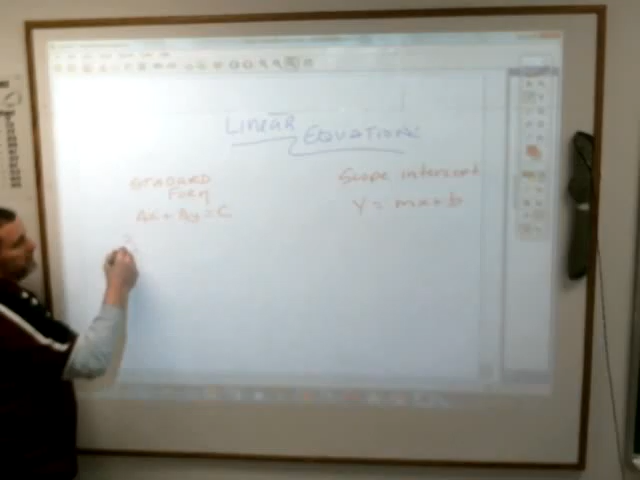 LINEAR EQUATIONS
STANDARD
FORM
Ax + By = C
Slope intercept
Y = mx + b